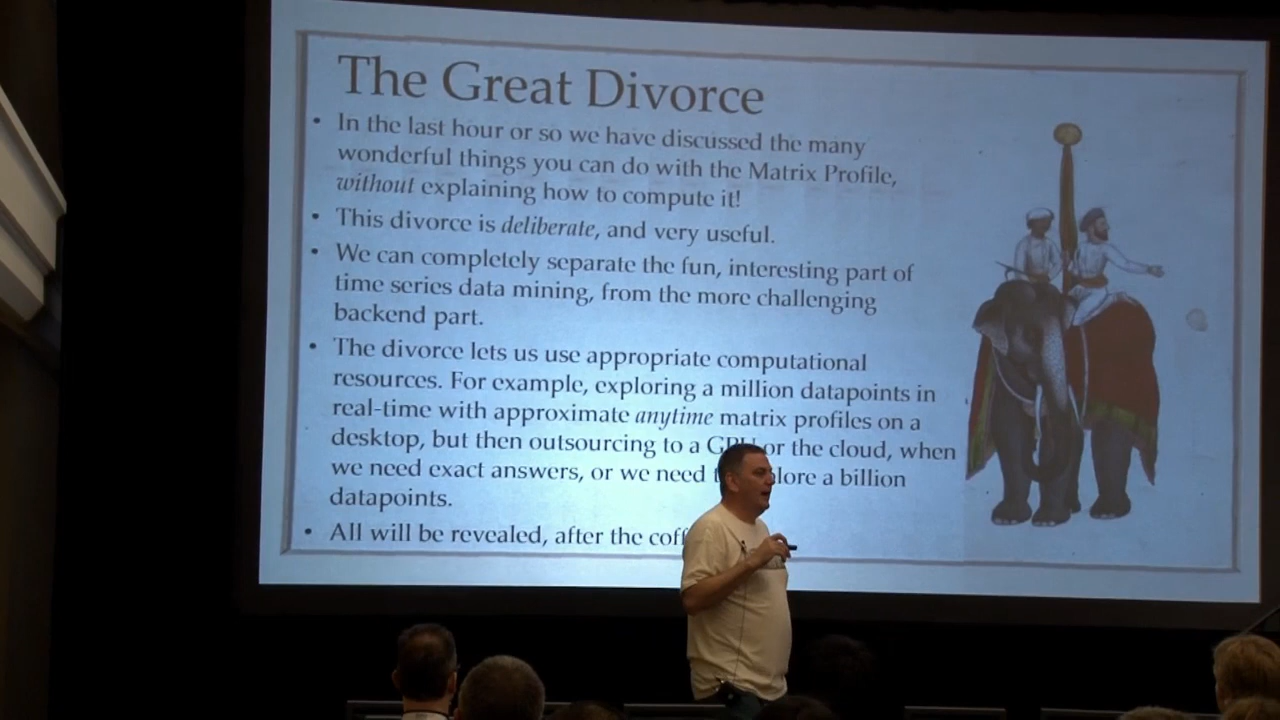 The Great Divorce
• In the last hour or so we have discussed the many
wonderful things you can do with the Matrix Profile,
without explaining how to compute it!
• This divorce is deliberate, and very useful.
• We can completely separate the fun, interesting part of
time series data mining, from the more challenging
backend part.
• The divorce lets us use appropriate computational
resources. For example, exploring a million datapoints in
real-time with approximate anytime matrix profiles on a
desktop, but then outsourcing to a GPU or the cloud, when
we need exact answers, or we need a billion
datapoints.
• All will be revealed, after the